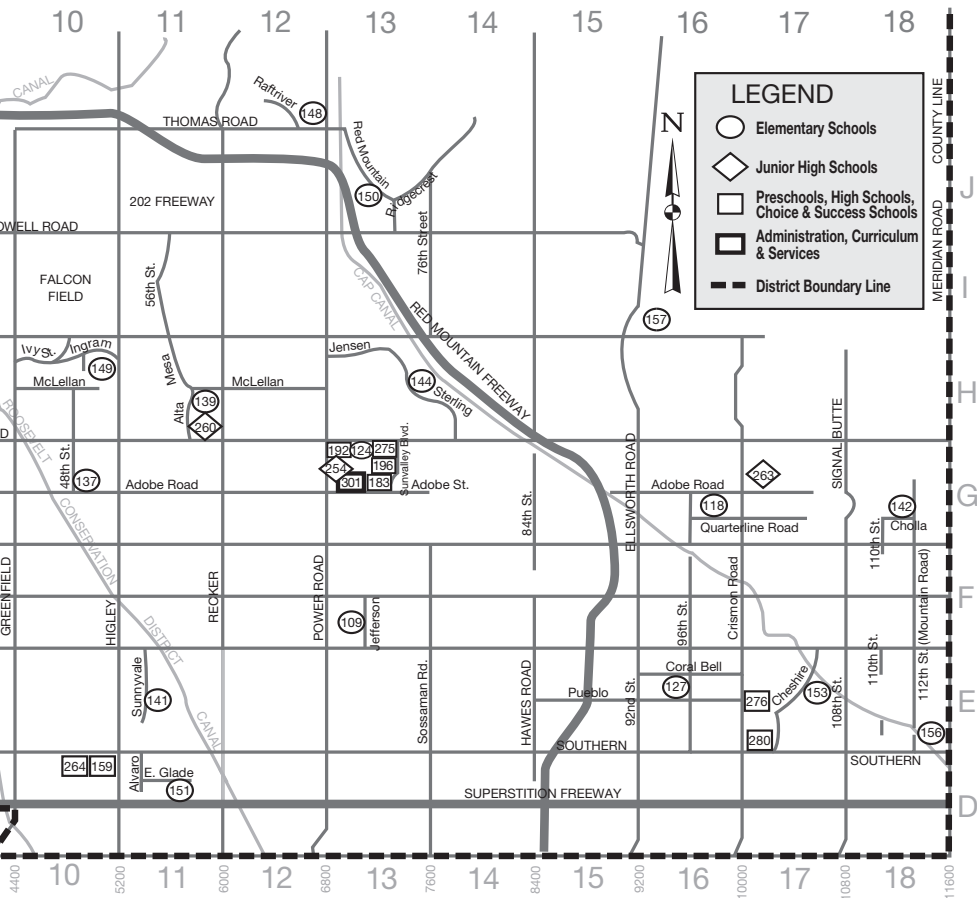 10 11 12 13 14 15 16 17 18
CANAL
Raftriver
148
THOMAS ROAD
Red Mountain
150
Bridgecrest
202 FREEWAY
OWELL ROAD
76th Street
N
LEGEND
Elementary Schools
Junior High Schools
Preschools, High Schools,
Choice & Success Schools
Administration, Curriculum
& Services
District Boundary Line
COUNTY LINE
MERIDIAN ROAD
J
I
H
G
F
E
D
FALCON
FIELD
56th St.
CAP CANAL
RED MOUNTAIN FREEWAY
157
Ivy St.
Ingram
149
McLellan
Mesa
Alta
McLellan
139
260
Jensen
144
Sterling
ROOSEVELT
CONSERVATION
DISTRICT
CANAL
D
48th St.
137
Adobe Road
192 124 275
254 196
301 183
Sunvalley Blvd.
Adobe St.
84th St.
ELLSWORTH ROAD
Adobe Road
118
Quarterline Road
263
SIGNAL BUTTE
142
Cholla
110th St.
GREENFIELD
HIGLEY
RECKER
POWER ROAD
109
Jefferson
96th St.
Crismon Road
112th St. (Mountain Road)
Sunnyvale
141
Sossaman Rd.
HAWES ROAD
Pueblo
92nd St.
Coral Bell
127
276
Cheshire
153
108th St.
110th St.
156
280
SOUTHERN
SOUTHERN
264 159
Alvaro
E. Glade
151
SUPERSTITION FREEWAY
4400 5200 6000 6800 7600 8400 9200 10000 10800 11600
10 11 12 13 14 15 16 17 18